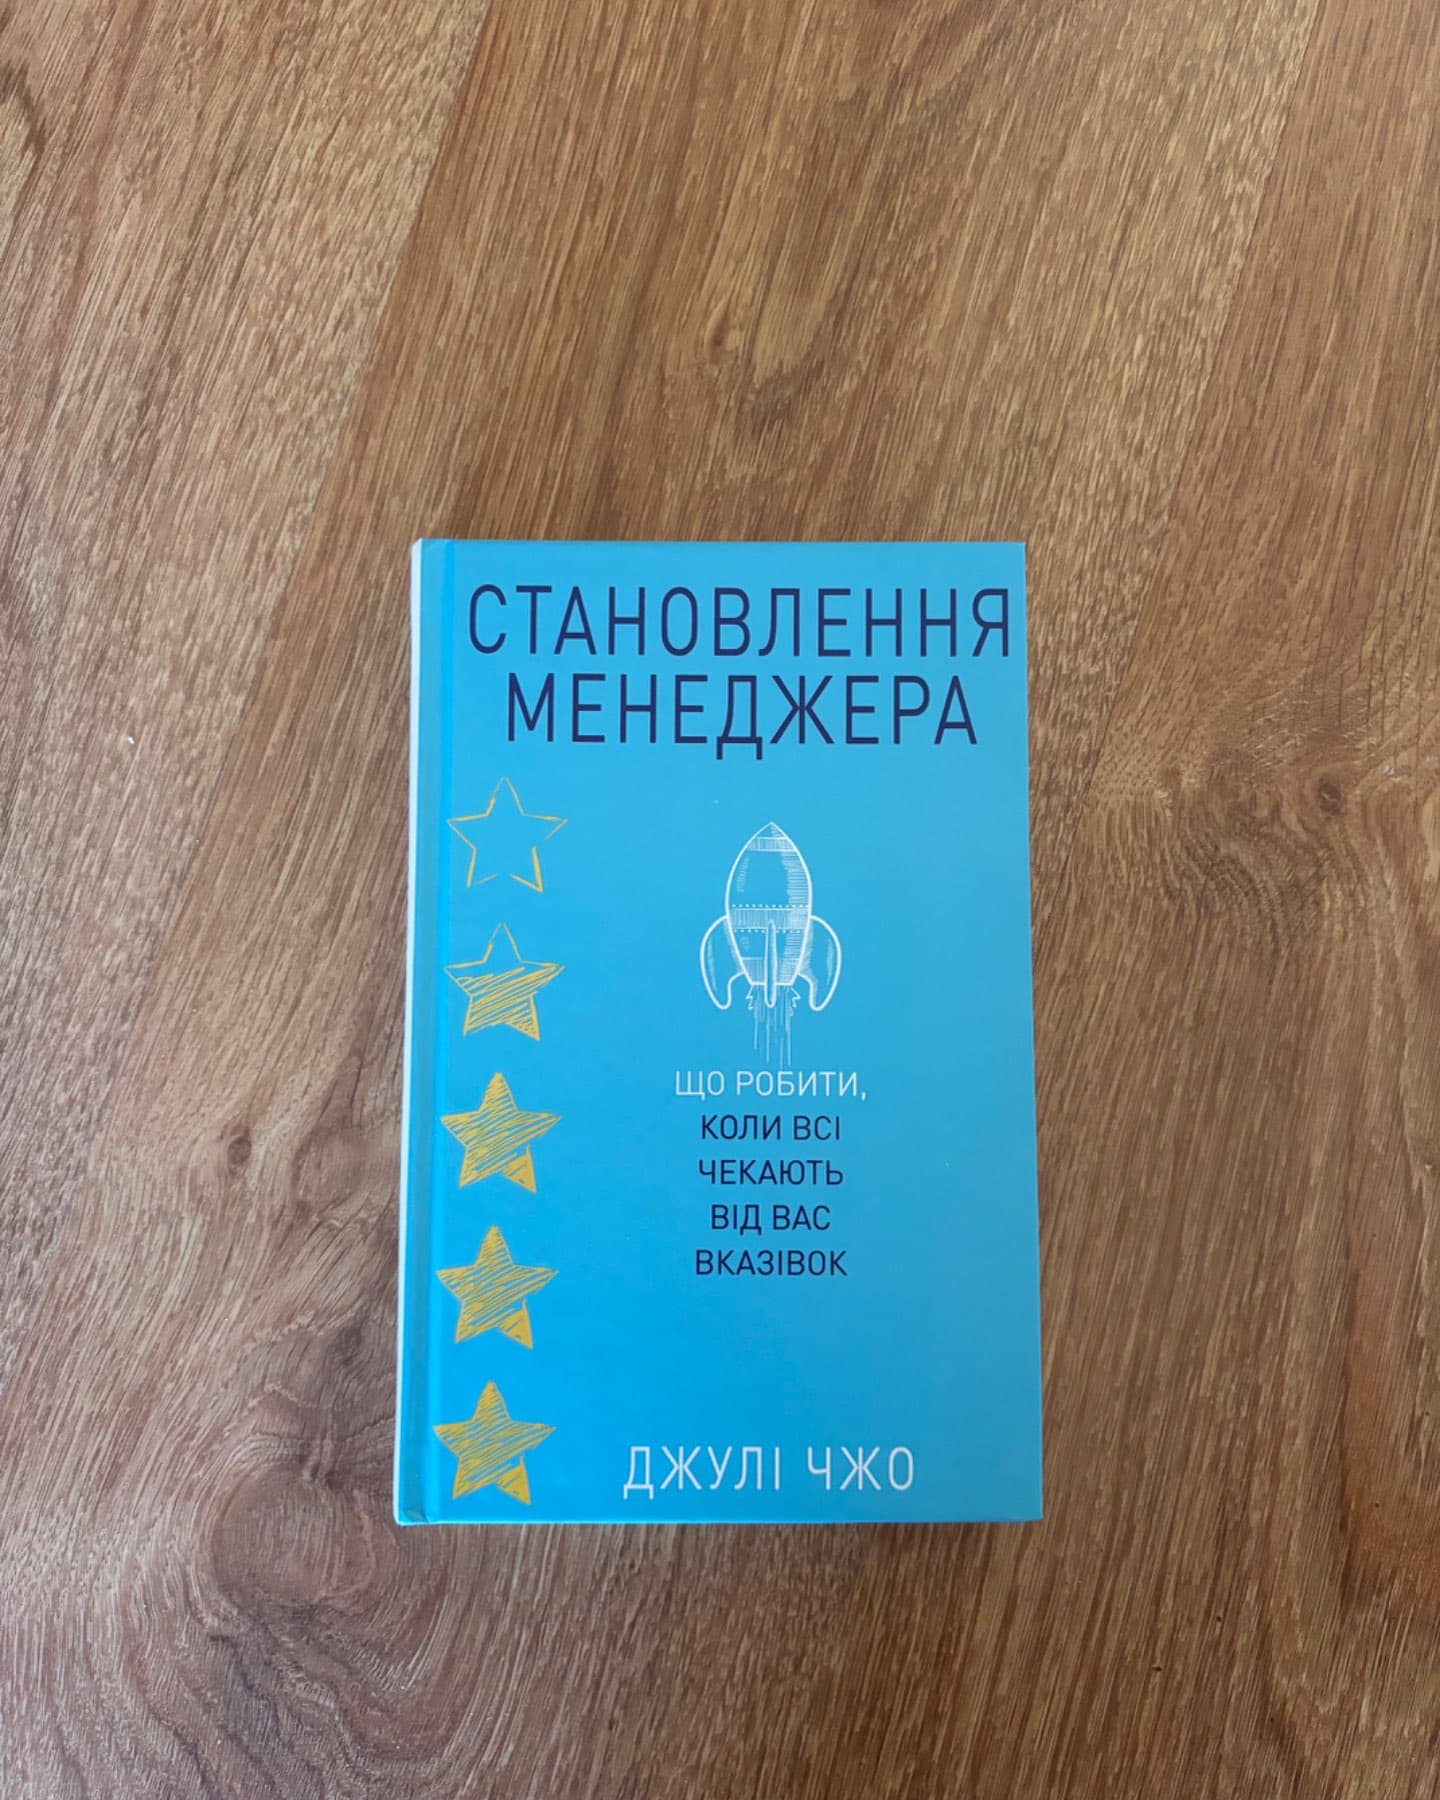 СТАНОВЛЕННЯ
МЕНЕДЖЕРА
ЩО РОБИТИ,
КОЛИ ВСІ
ЧЕКАЮТЬ
ВІД ВАС
ВКАЗІВОК
ДЖУЛІ ЧЖО